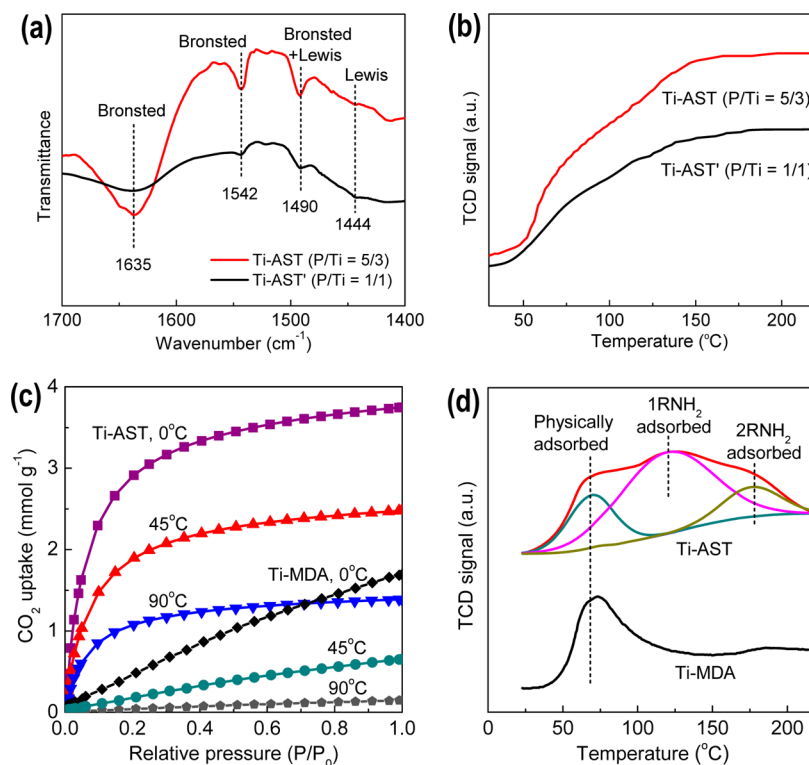 (a)
Bronsted
Bronsted
Bronsted
+Lewis
Lewis
1635
1542
1490
1444
Ti-AST (P/Ti = 5/3)
Ti-AST' (P/Ti = 1/1)
Transmittance
1700 1600 1500 1400
Wavenumber (cm⁻¹)
(b)
Ti-AST (P/Ti = 5/3)
Ti-AST' (P/Ti = 1/1)
TCD signal (a.u.)
50 100 150 200
Temperature (°C)
(c)
4
3
2
1
0
CO₂ uptake (mmol g⁻¹)
Ti-AST, 0°C
45°C
Ti-MDA, 0°C
90°C
45°C
90°C
0.0 0.2 0.4 0.6 0.8 1.0
Relative pressure (P/P₀)
(d)
Physically
adsorbed
1RNH₂
adsorbed
2RNH₂
adsorbed
Ti-AST
Ti-MDA
TCD signal (a.u.)
0 50 100 150 200
Temperature (°C)